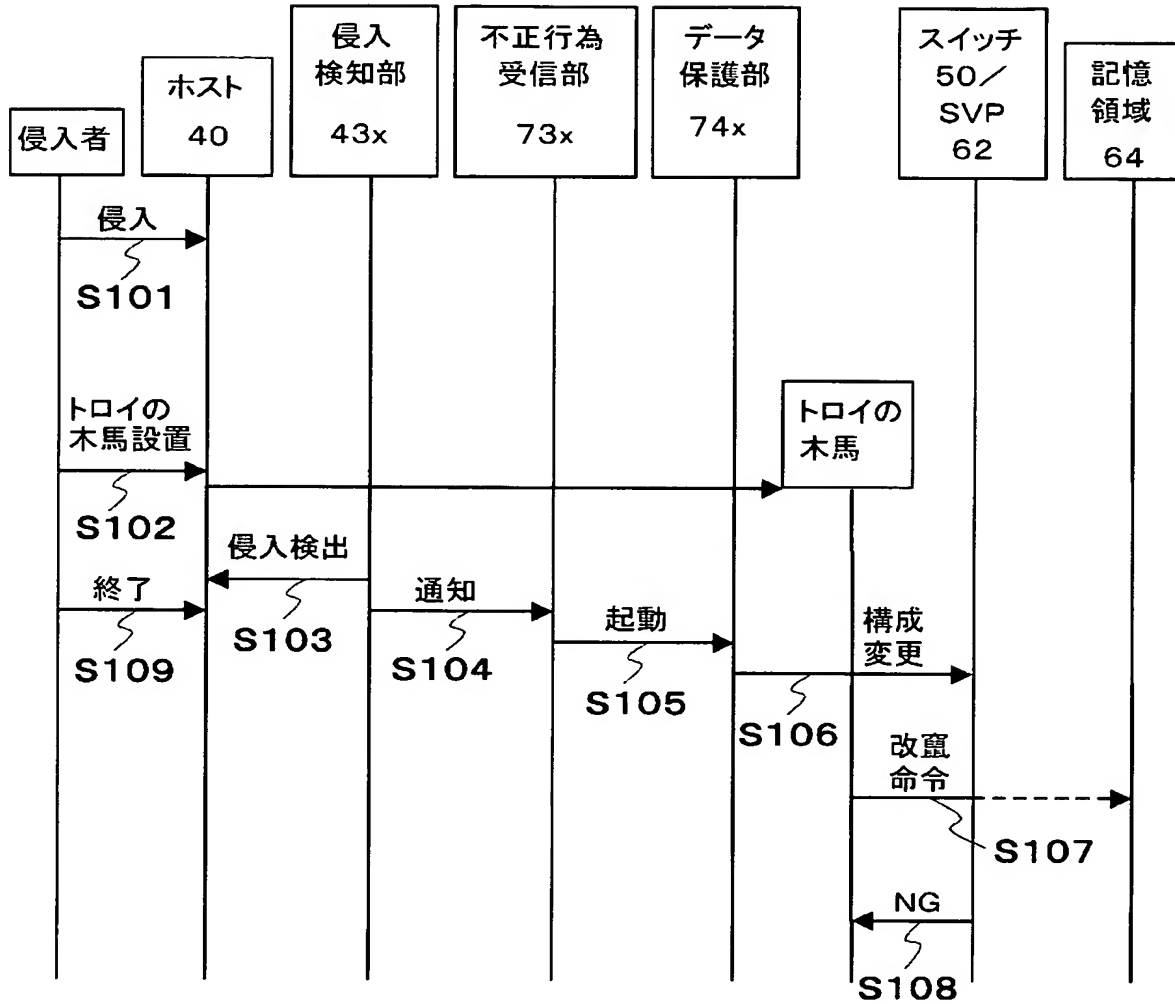 侵入者
ホスト
40
侵入
検知部
43x
不正行為
受信部
73x
データ
保護部
74x
スイッチ
50／
SVP
62
記憶
領域
64
侵入
S101
トロイの
木馬設置
S102
トロイの
木馬
侵入検出
S103
終了
S109
通知
S104
起動
S105
構成
変更
S106
改竄
命令
S107
NG
S108